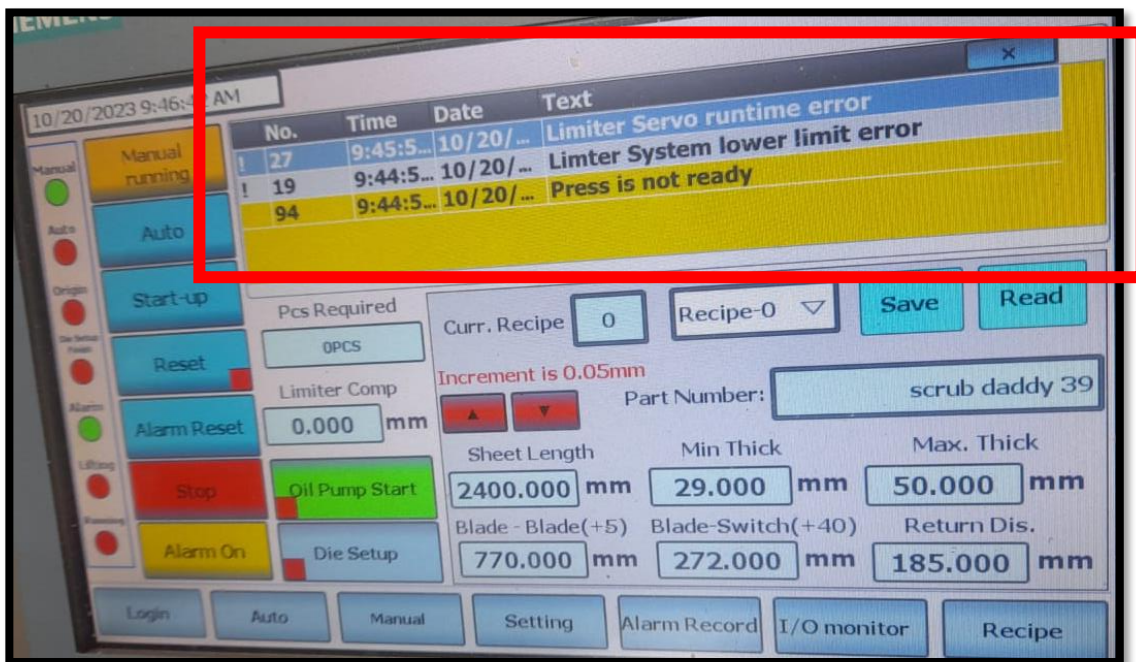 SIEMENS
10/20/2023 9:46:42 AM
No. Time Date Text
! 27 9:45:5... 10/20/... Limiter Servo runtime error
! 19 9:44:5... 10/20/... Limter System lower limit error
94 9:44:5... 10/20/... Press is not ready
Manual
Manual running
Auto
Auto
Origin
Start-up
Die Setup
Reset
Alarm
Alarm Reset
Lifting
Stop
Running
Alarm On
Pcs Required
0PCS
Limiter Comp
0.000 mm
Oil Pump Start
Die Setup
Curr. Recipe 0 Recipe-0 Save Read
Increment is 0.05mm
Part Number: scrub daddy 39
Sheet Length Min Thick Max. Thick
2400.000 mm 29.000 mm 50.000 mm
Blade - Blade(+5) Blade-Switch(+40) Return Dis.
770.000 mm 272.000 mm 185.000 mm
Login Auto Manual Setting Alarm Record I/O monitor Recipe